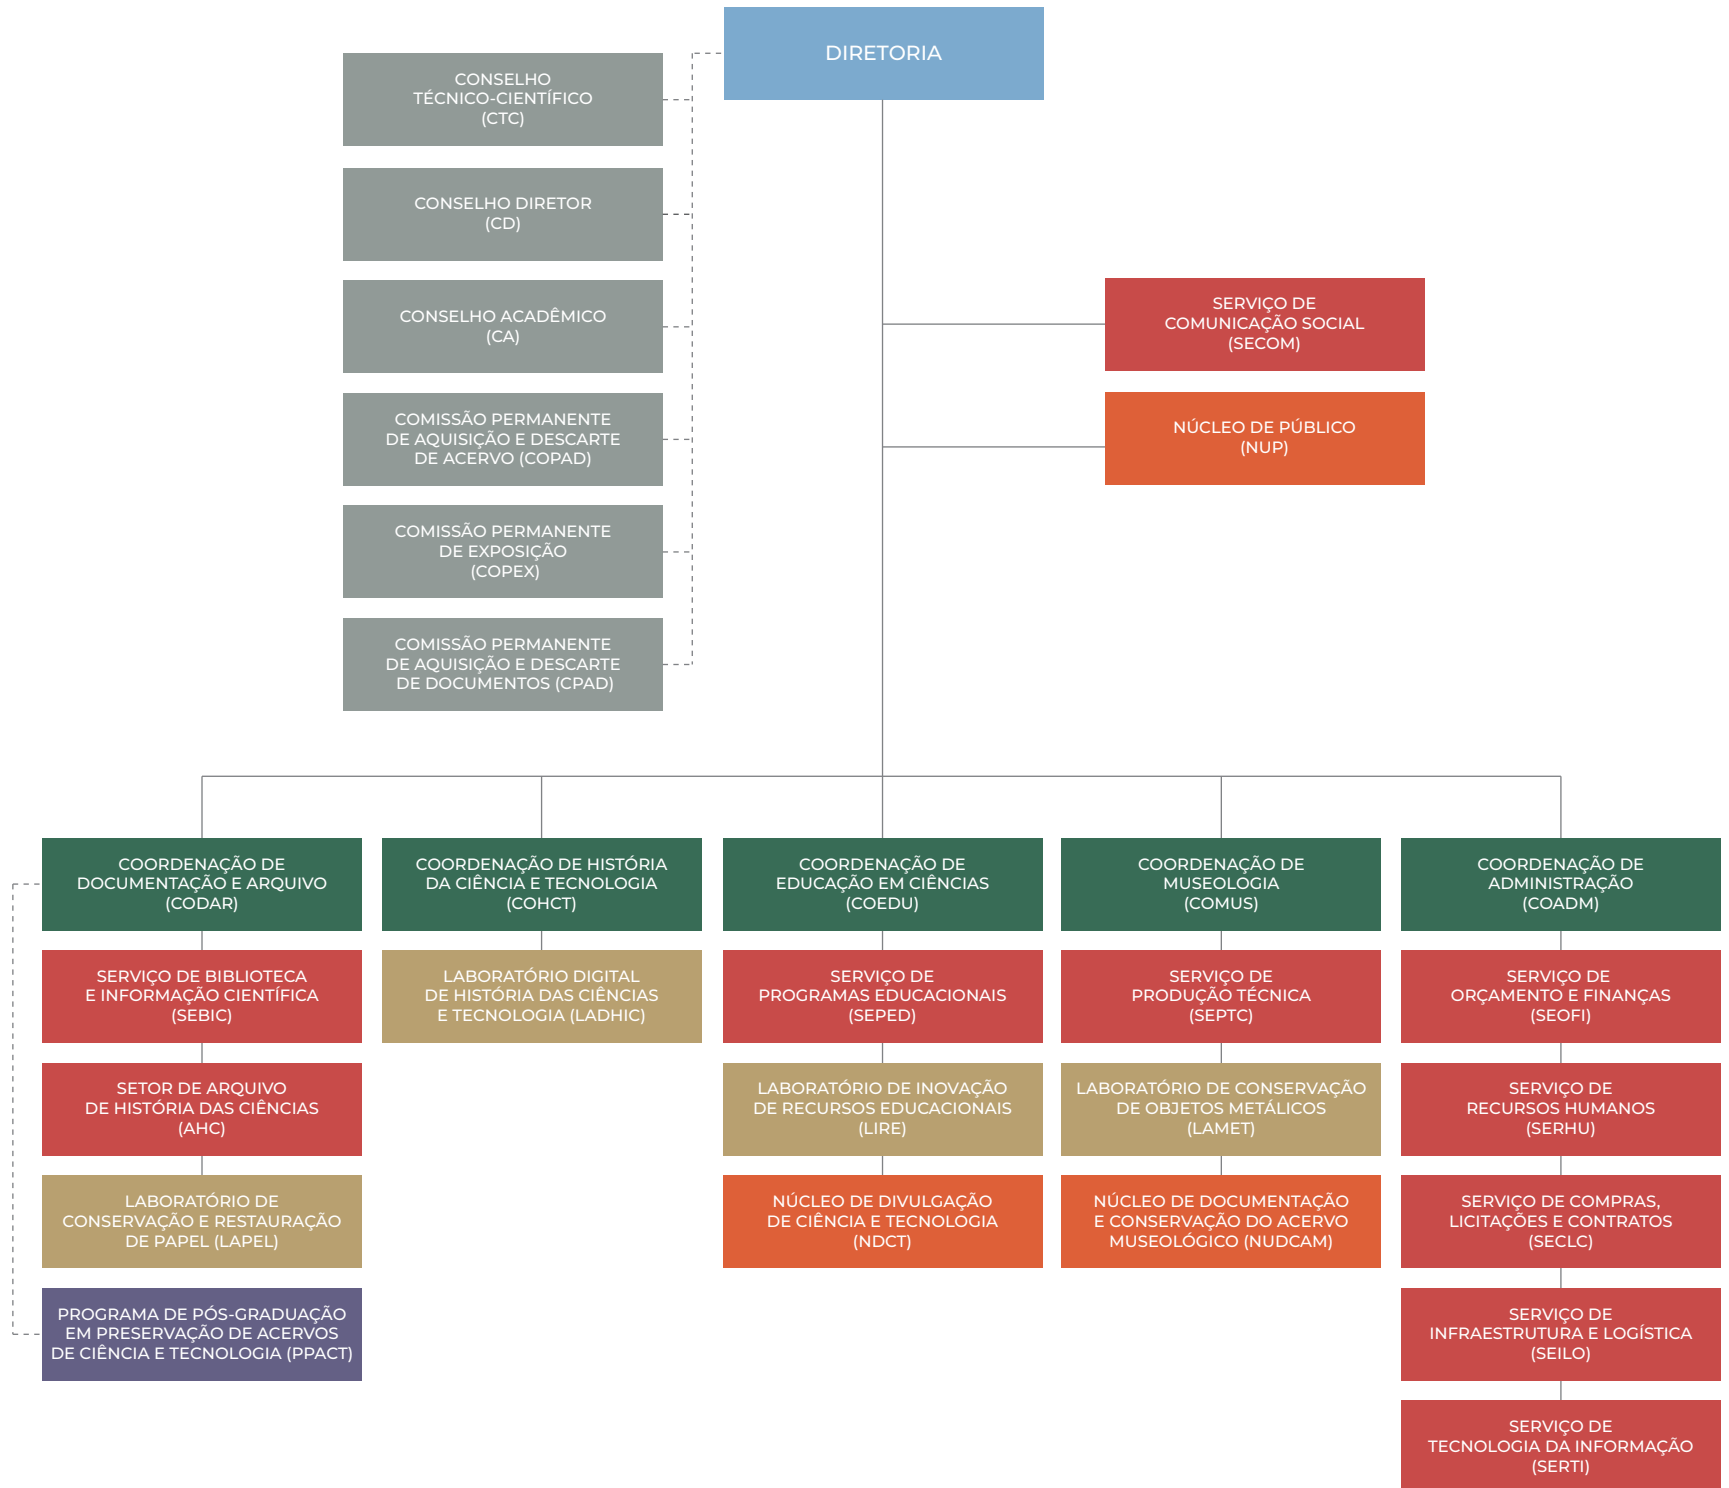 DIRETORIA
CONSELHO
TÉCNICO-CIENTÍFICO
(CTC)
CONSELHO DIRETOR
(CD)
CONSELHO ACADÊMICO
(CA)
COMISSÃO PERMANENTE
DE AQUISIÇÃO E DESCARTE
DE ACERVO (COPAD)
COMISSÃO PERMANENTE
DE EXPOSIÇÃO
(COPEX)
COMISSÃO PERMANENTE
DE AQUISIÇÃO E DESCARTE
DE DOCUMENTOS (CPAD)
SERVIÇO DE
COMUNICAÇÃO SOCIAL
(SECOM)
NÚCLEO DE PÚBLICO
(NUP)
COORDENAÇÃO DE
DOCUMENTAÇÃO E ARQUIVO
(CODAR)
SERVIÇO DE BIBLIOTECA
E INFORMAÇÃO CIENTÍFICA
(SEBIC)
SETOR DE ARQUIVO
DE HISTÓRIA DAS CIÊNCIAS
(AHC)
LABORATÓRIO DE
CONSERVAÇÃO E RESTAURAÇÃO
DE PAPEL (LAPEL)
PROGRAMA DE PÓS-GRADUAÇÃO
EM PRESERVAÇÃO DE ACERVOS
DE CIÊNCIA E TECNOLOGIA (PPACT)
COORDENAÇÃO DE HISTÓRIA
DA CIÊNCIA E TECNOLOGIA
(COHCT)
LABORATÓRIO DIGITAL
DE HISTÓRIA DAS CIÊNCIAS
E TECNOLOGIA (LADHIC)
COORDENAÇÃO DE
EDUCAÇÃO EM CIÊNCIAS
(COEDU)
SERVIÇO DE
PROGRAMAS EDUCACIONAIS
(SEPED)
LABORATÓRIO DE INOVAÇÃO
DE RECURSOS EDUCACIONAIS
(LIRE)
NÚCLEO DE DIVULGAÇÃO
DE CIÊNCIA E TECNOLOGIA
(NDCT)
COORDENAÇÃO DE
MUSEOLOGIA
(COMUS)
SERVIÇO DE
PRODUÇÃO TÉCNICA
(SEPTC)
LABORATÓRIO DE CONSERVAÇÃO
DE OBJETOS METÁLICOS
(LAMET)
NÚCLEO DE DOCUMENTAÇÃO
E CONSERVAÇÃO DO ACERVO
MUSEOLÓGICO (NUDCAM)
COORDENAÇÃO DE
ADMINISTRAÇÃO
(COADM)
SERVIÇO DE
ORÇAMENTO E FINANÇAS
(SEOFI)
SERVIÇO DE
RECURSOS HUMANOS
(SERHU)
SERVIÇO DE COMPRAS,
LICITAÇÕES E CONTRATOS
(SECLC)
SERVIÇO DE
INFRAESTRUTURA E LOGÍSTICA
(SEILO)
SERVIÇO DE
TECNOLOGIA DA INFORMAÇÃO
(SERTI)